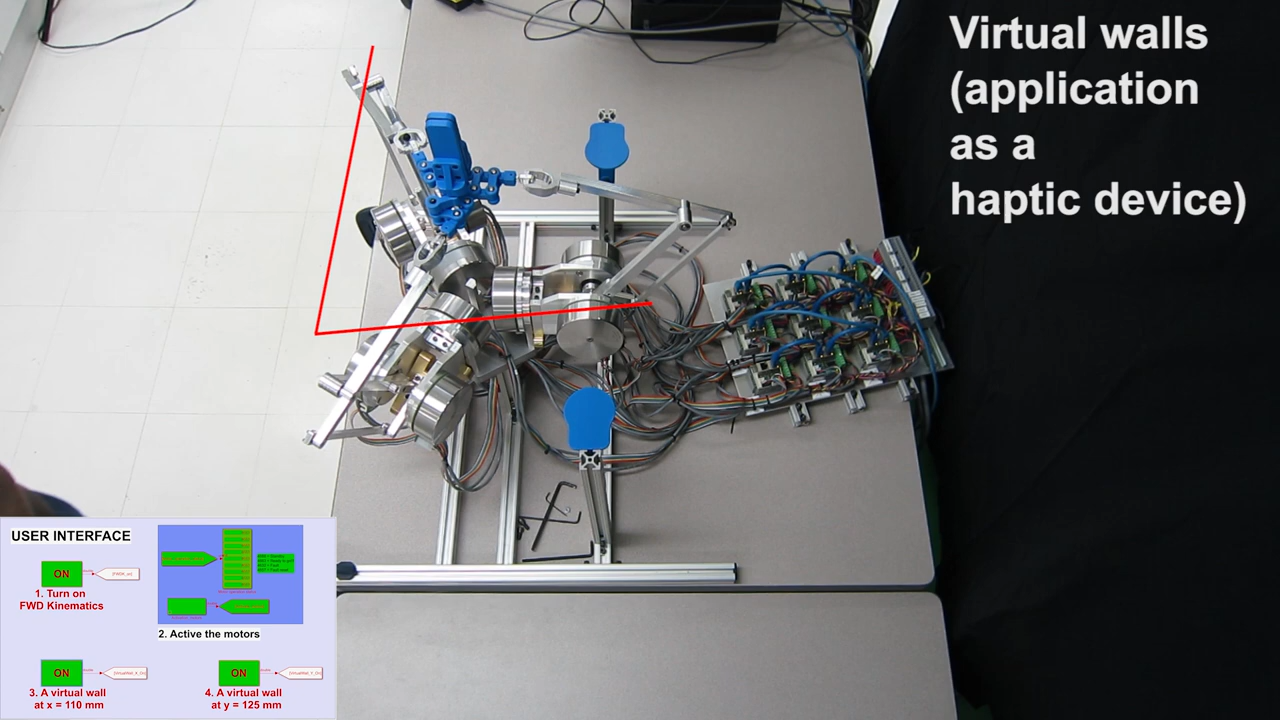 Virtual walls
(application
as a
haptic device)
USER INTERFACE
ON
1. Turn on
FWD Kinematics
2. Active the motors
ON
3. A virtual wall
at x = 110 mm
ON
4. A virtual wall
at y = 125 mm